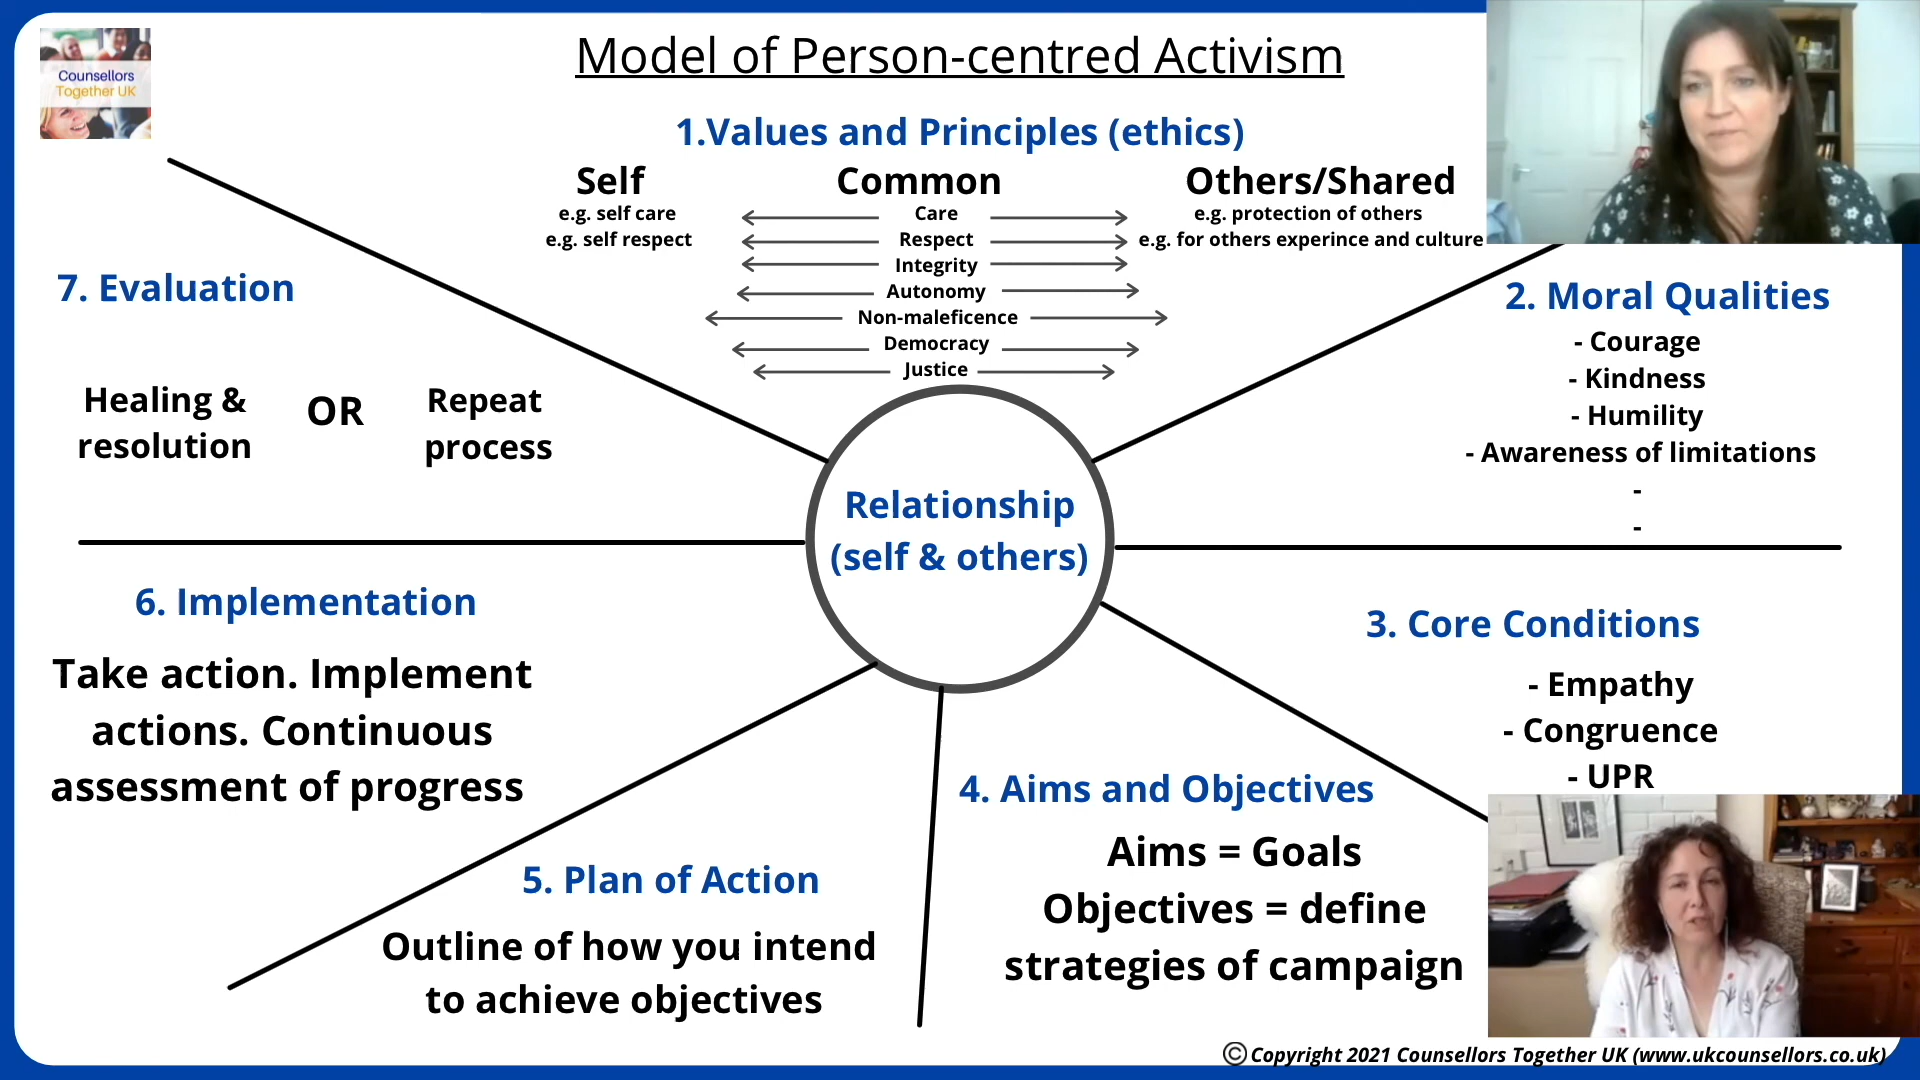 Counsellors
Together UK
Model of Person-centred Activism
1.Values and Principles (ethics)
Self Common Others/Shared
e.g. self care Care e.g. protection of others
e.g. self respect Respect e.g. for others experince and culture
Integrity
Autonomy
Non-maleficence
Democracy
Justice
2. Moral Qualities
- Courage
- Kindness
- Humility
- Awareness of limitations
-
-
3. Core Conditions
- Empathy
- Congruence
- UPR
4. Aims and Objectives
Aims = Goals
Objectives = define
strategies of campaign
5. Plan of Action
Outline of how you intend
to achieve objectives
6. Implementation
Take action. Implement
actions. Continuous
assessment of progress
7. Evaluation
Healing &
resolution
OR
Repeat
process
Relationship
(self & others)
© Copyright 2021 Counsellors Together UK (www.ukcounsellors.co.uk)